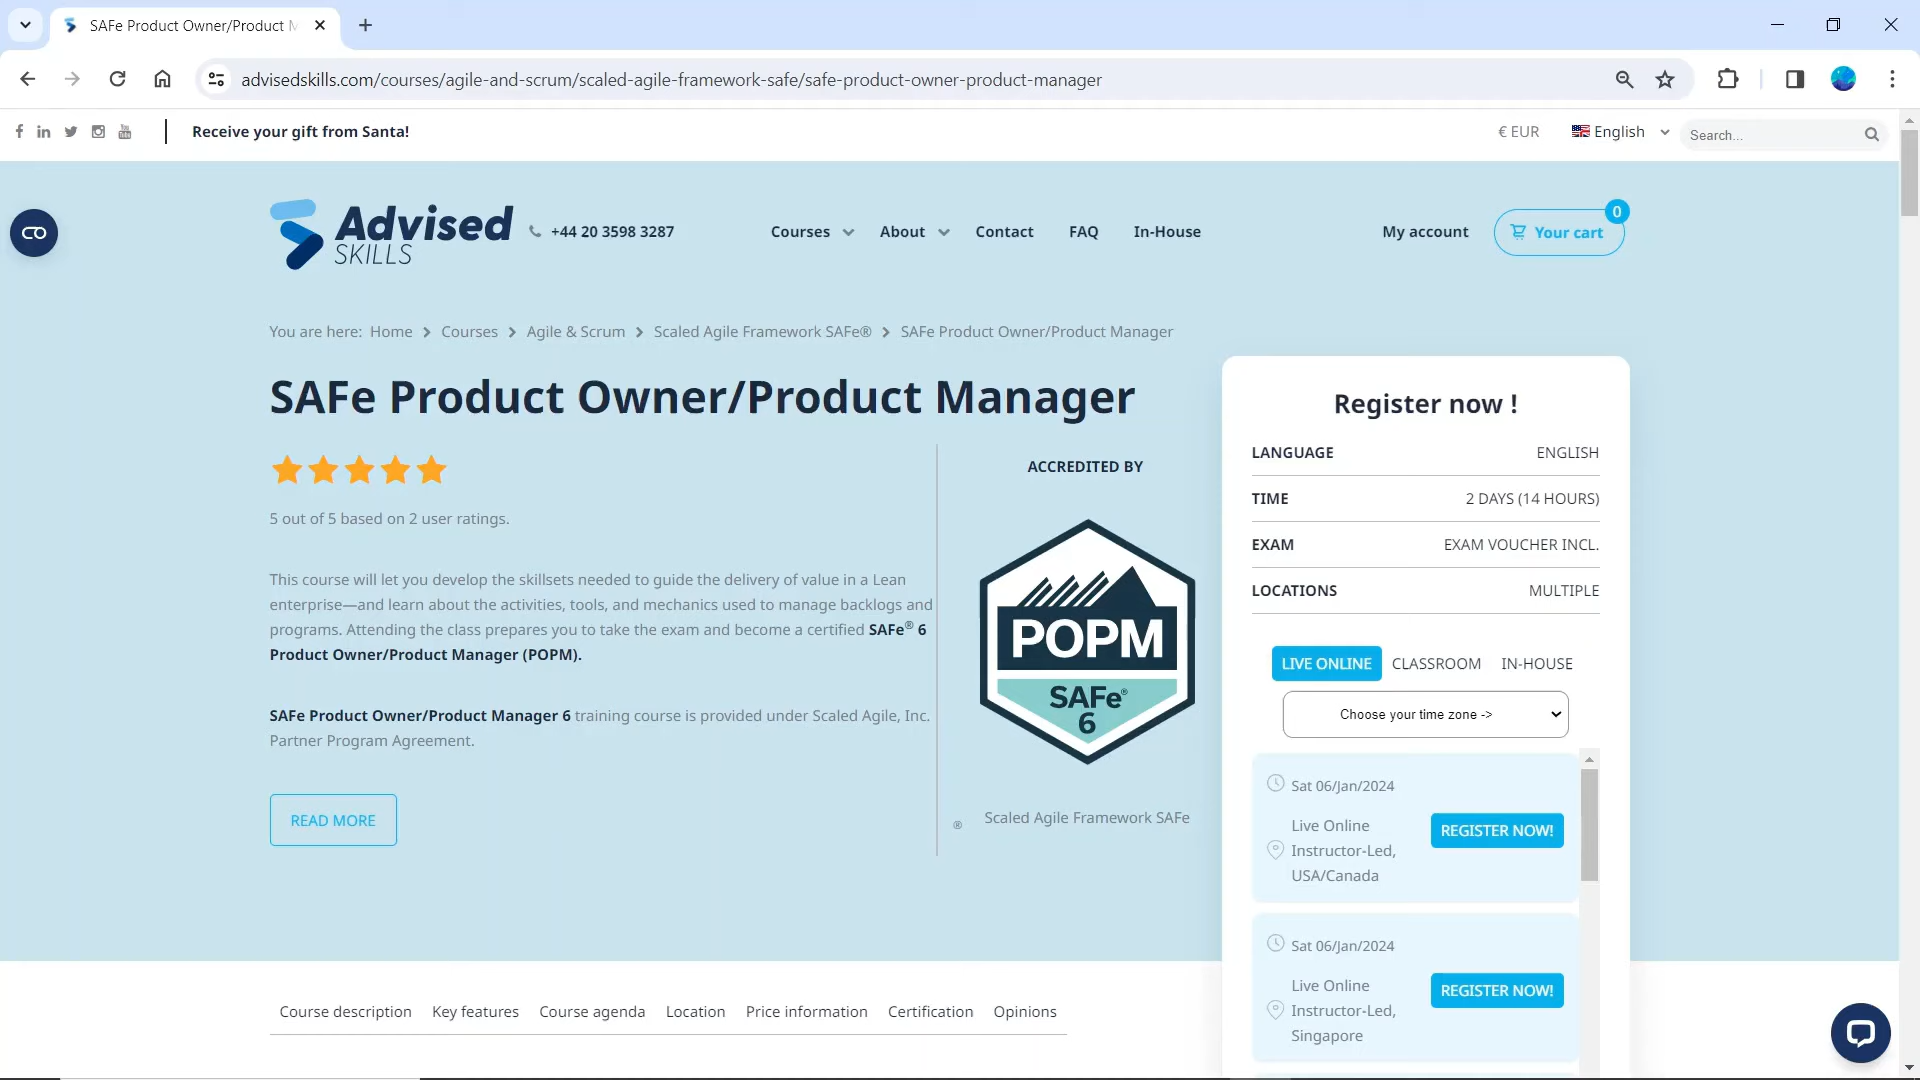 SAFe Product Owner/Product M
advisedskills.com/courses/agile-and-scrum/scaled-agile-framework-safe/safe-product-owner-product-manager
Receive your gift from Santa!
€ EUR
English
Search...
Advised
SKILLS
+44 20 3598 3287
Courses
About
Contact
FAQ
In-House
My account
Your cart
0
You are here: Home
Courses
Agile & Scrum
Scaled Agile Framework SAFe®
SAFe Product Owner/Product Manager
SAFe Product Owner/Product Manager
5 out of 5 based on 2 user ratings.
This course will let you develop the skillsets needed to guide the delivery of value in a Lean
enterprise—and learn about the activities, tools, and mechanics used to manage backlogs and
programs. Attending the class prepares you to take the exam and become a certified SAFe® 6
Product Owner/Product Manager (POPM).
SAFe Product Owner/Product Manager 6 training course is provided under Scaled Agile, Inc.
Partner Program Agreement.
READ MORE
ACCREDITED BY
POPM
SAFe®
6
Scaled Agile Framework SAFe
®
Register now !
LANGUAGE ENGLISH
TIME 2 DAYS (14 HOURS)
EXAM EXAM VOUCHER INCL.
LOCATIONS MULTIPLE
LIVE ONLINE CLASSROOM IN-HOUSE
Choose your time zone ->
Sat 06/Jan/2024
Live Online
Instructor-Led,
USA/Canada
REGISTER NOW!
Sat 06/Jan/2024
Live Online
Instructor-Led,
Singapore
REGISTER NOW!
Course description Key features Course agenda Location Price information Certification Opinions